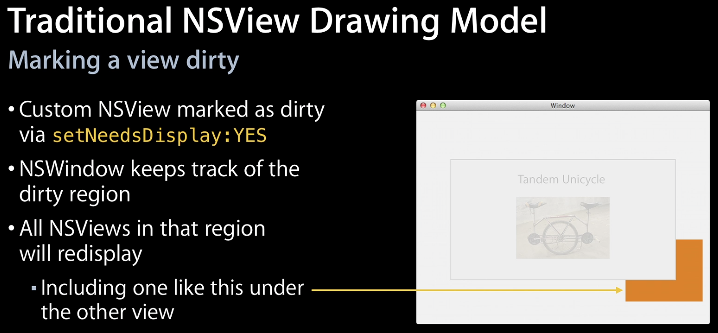 Traditional NSView Drawing Model
Marking a view dirty
• Custom NSView marked as dirty
via setNeedsDisplay:YES
• NSWindow keeps track of the
dirty region
• All NSViews in that region
will redisplay
▪ Including one like this under
the other view
Window
Tandem Unicycle